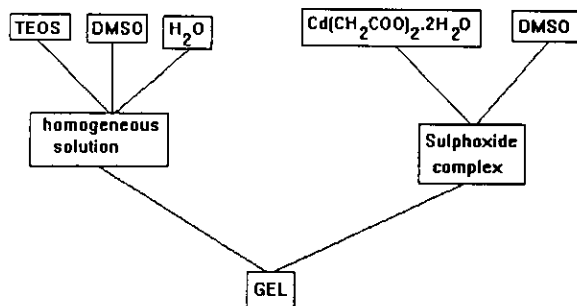 TEOS
DMSO
H₂O
Cd(CH₂COO)₂.2H₂O
DMSO
homogeneous
solution
Sulphoxide
complex
GEL